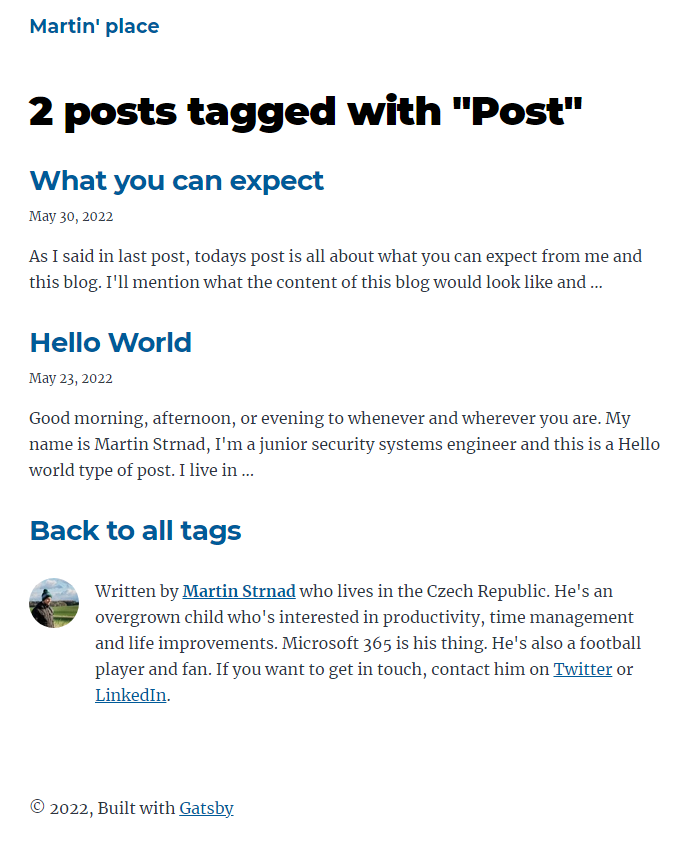 Martin' place
2 posts tagged with "Post"
What you can expect
May 30, 2022
As I said in last post, todays post is all about what you can expect from me and
this blog. I'll mention what the content of this blog would look like and ...
Hello World
May 23, 2022
Good morning, afternoon, or evening to whenever and wherever you are. My
name is Martin Strnad, I'm a junior security systems engineer and this is a Hello
world type of post. I live in ...
Back to all tags
Written by Martin Strnad who lives in the Czech Republic. He's an
overgrown child who's interested in productivity, time management
and life improvements. Microsoft 365 is his thing. He's also a football
player and fan. If you want to get in touch, contact him on Twitter or
LinkedIn.
© 2022, Built with Gatsby